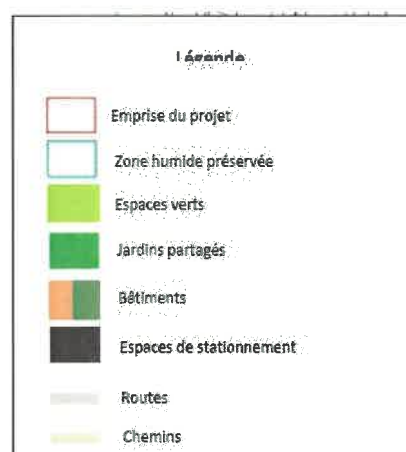 Légende
Emprise du projet
Zone humide préservée
Espaces verts
Jardins partagés
Bâtiments
Espaces de stationnement
Routes
Chemins